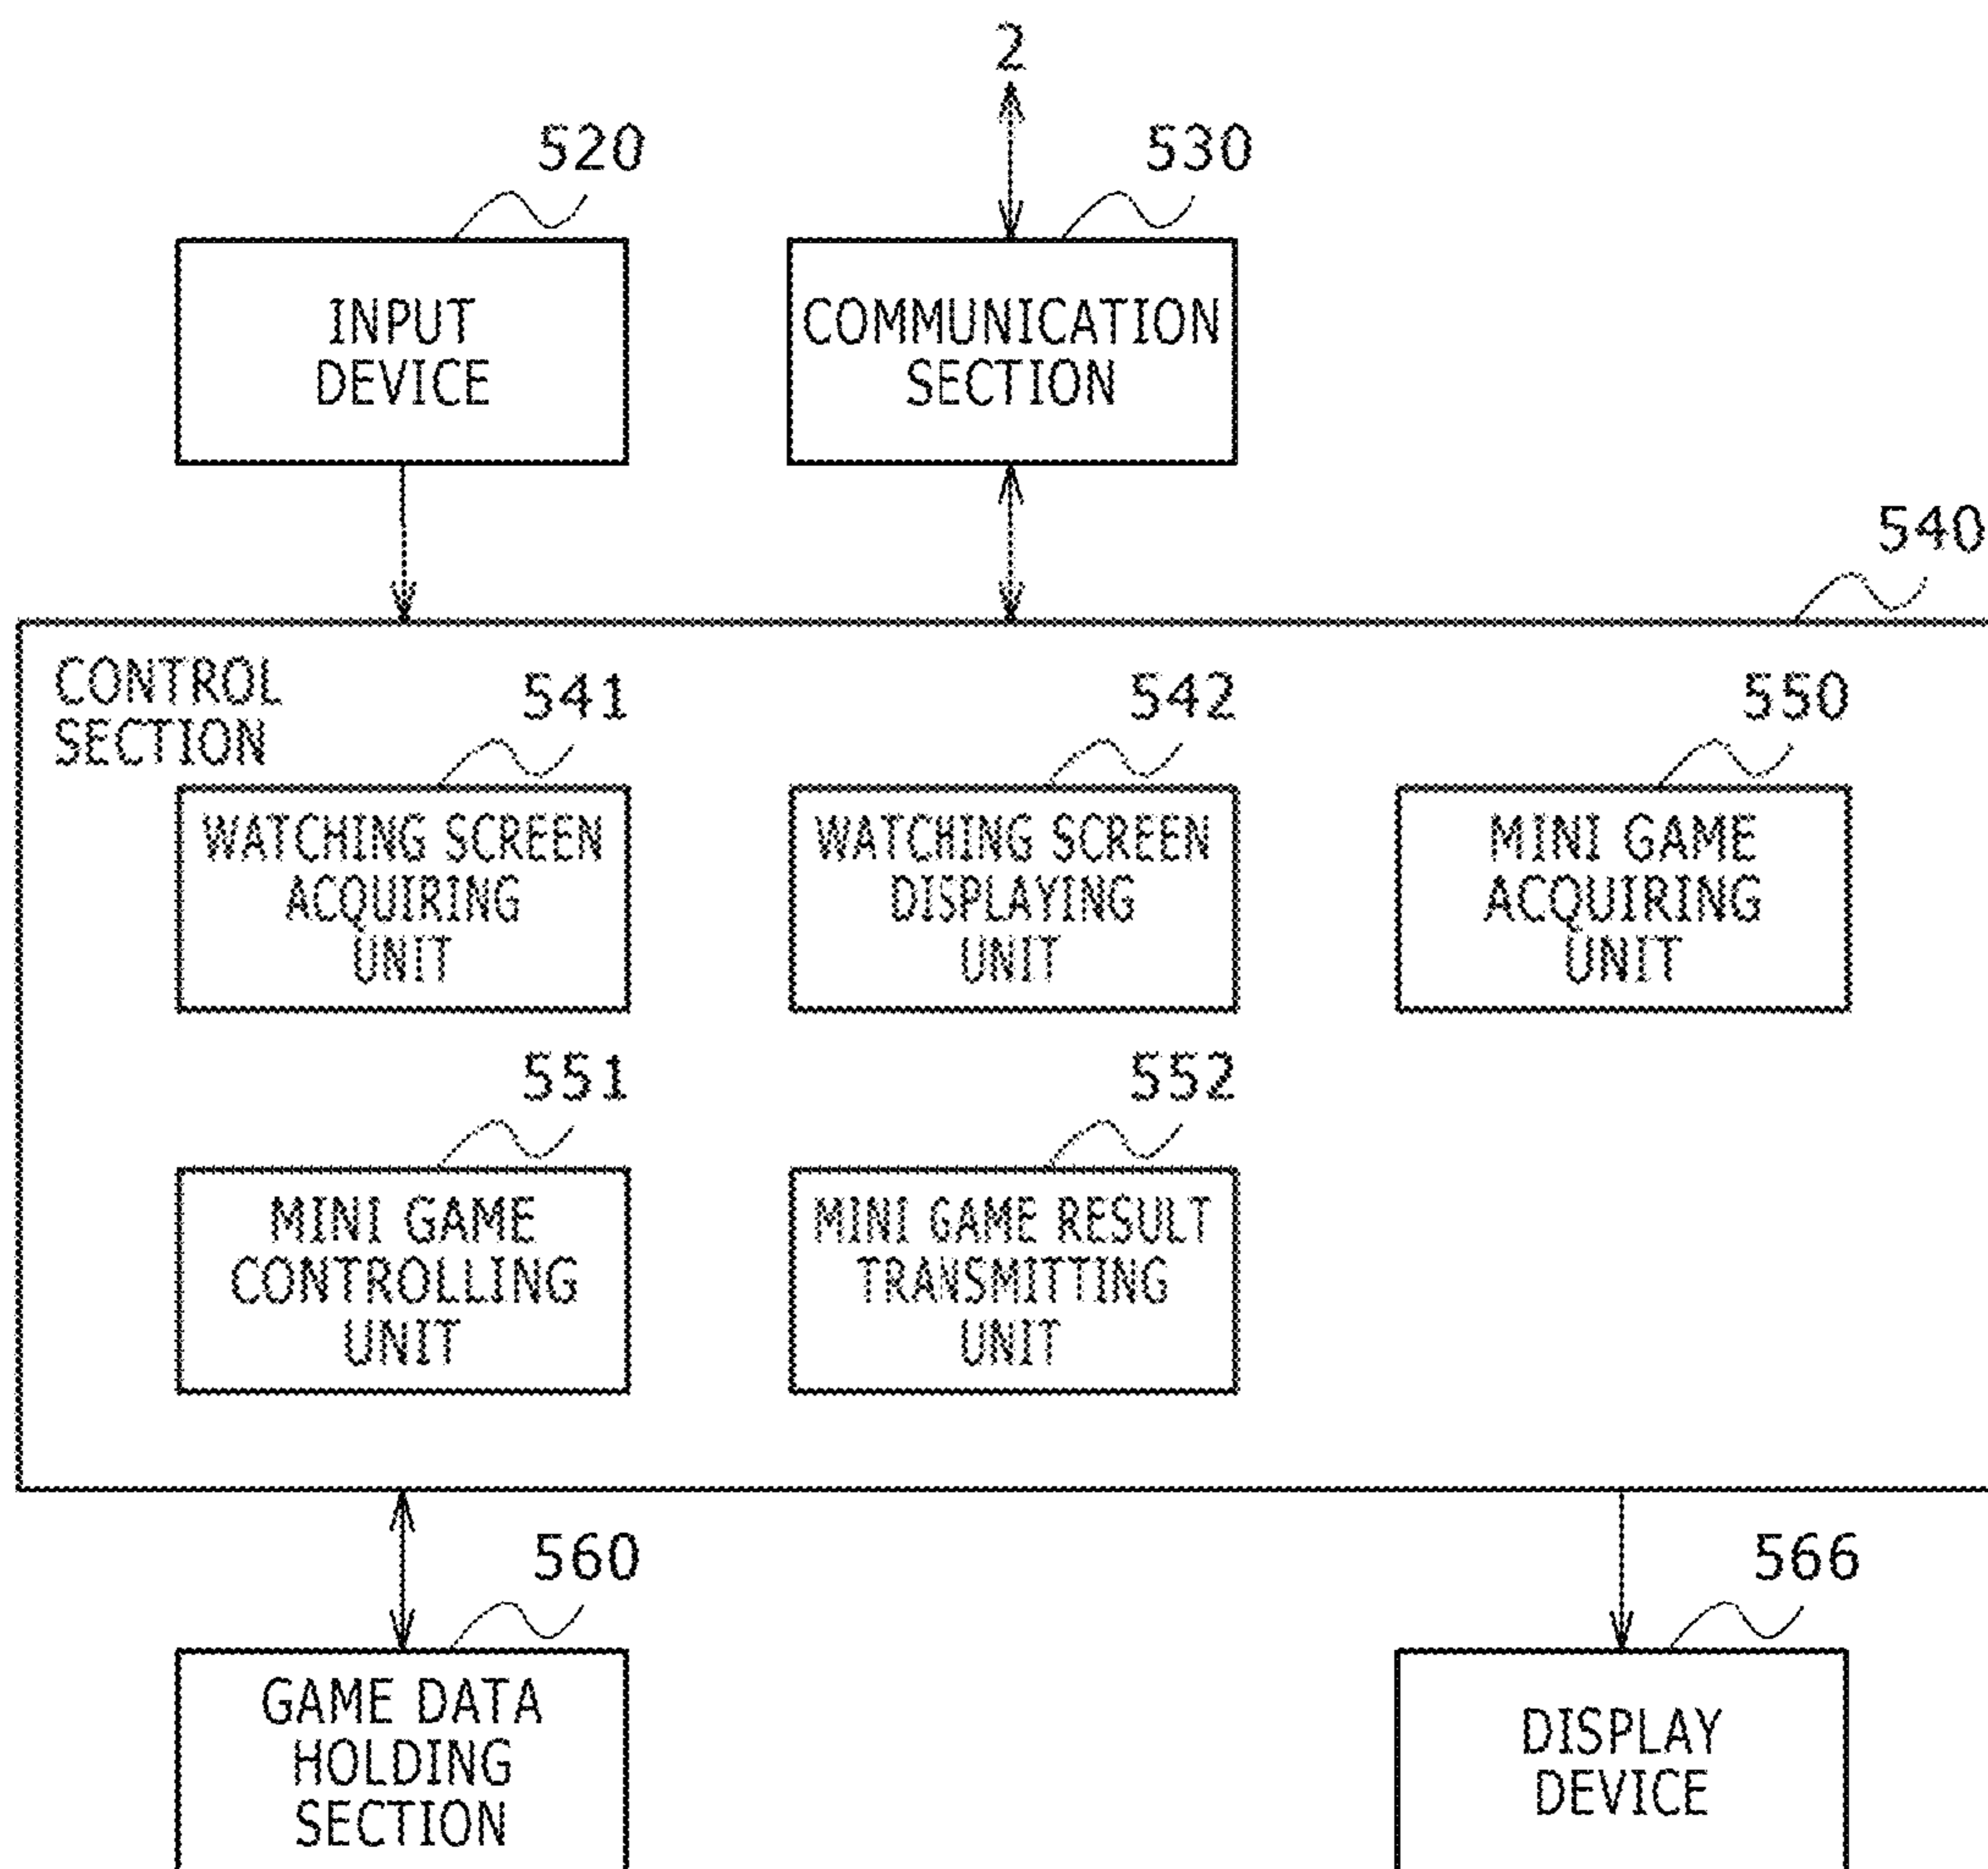 2
520
530
INPUT
DEVICE
COMMUNICATION
SECTION
540
CONTROL
SECTION
541
542
550
WATCHING SCREEN
ACQUIRING
UNIT
WATCHING SCREEN
DISPLAYING
UNIT
MINI GAME
ACQUIRING
UNIT
551
552
MINI GAME
CONTROLLING
UNIT
MINI GAME RESULT
TRANSMITTING
UNIT
560
566
GAME DATA
HOLDING
SECTION
DISPLAY
DEVICE